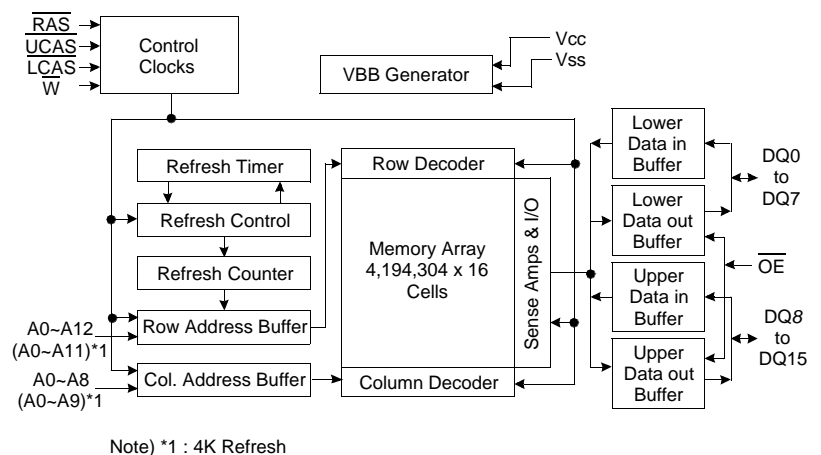 RAS
UCAS
LCAS
W
Control
Clocks
VBB Generator
Vcc
Vss
Refresh Timer
Refresh Control
Refresh Counter
Row Address Buffer
Col. Address Buffer
A0~A12
(A0~A11)*1
A0~A8
(A0~A9)*1
Row Decoder
Memory Array
4,194,304 x 16
Cells
Column Decoder
Sense Amps & I/O
Lower
Data in
Buffer
Lower
Data out
Buffer
Upper
Data in
Buffer
Upper
Data out
Buffer
DQ0
to
DQ7
OE
DQ8
to
DQ15
Note) *1 : 4K Refresh